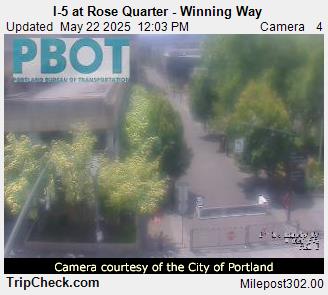 I-5 at Rose Quarter - Winning Way
Updated May 22 2025 12:03 PM Camera 4
PBOT
PORTLAND BUREAU OF TRANSPORTATION
Camera courtesy of the City of Portland
TripCheck.com Milepost302.00